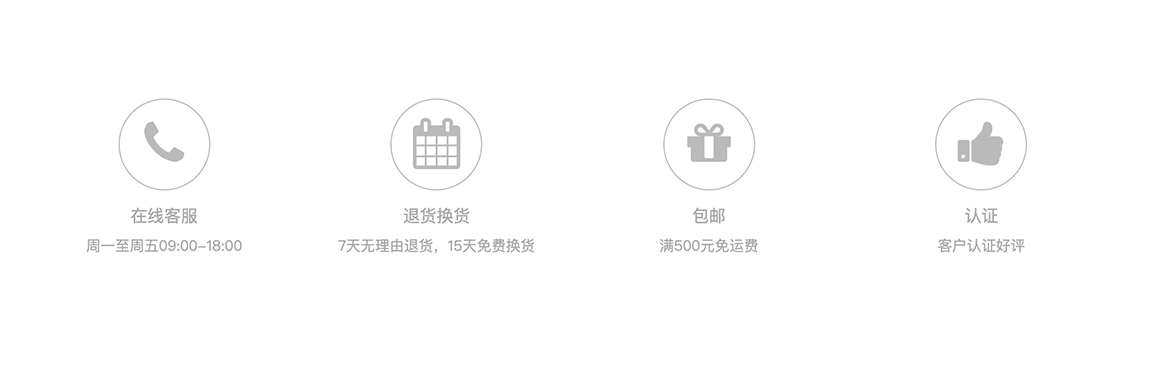 在线客服
周一至周五09:00-18:00
退货换货
7天无理由退货，15天免费换货
包邮
满500元免运费
认证
客户认证好评